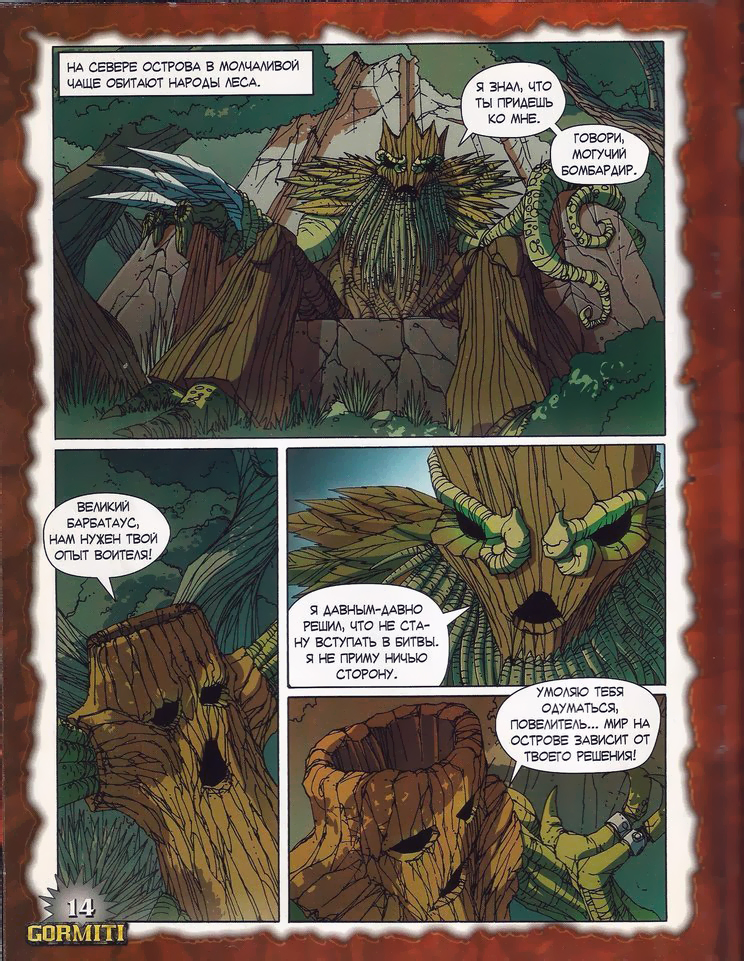 НА СЕВЕРЕ ОСТРОВА В МОЛЧАЛИВОЙ
ЧАЩЕ ОБИТАЮТ НАРОДЫ ЛЕСА.
Я ЗНАЛ, ЧТО
ТЫ ПРИДЕШЬ
КО МНЕ.
ГОВОРИ,
МОГУЧИЙ
БОМБАРДИР.
ВЕЛИКИЙ
БАРБАТАУС,
НАМ НУЖЕН ТВОЙ
ОПЫТ ВОИТЕЛЯ!
Я ДАВНЫМ-ДАВНО
РЕШИЛ, ЧТО НЕ СТА-
НУ ВСТУПАТЬ В БИТВЫ.
Я НЕ ПРИМУ НИЧЬЮ
СТОРОНУ.
УМОЛЯЮ ТЕБЯ
ОДУМАТЬСЯ,
ПОВЕЛИТЕЛЬ... МИР НА
ОСТРОВЕ ЗАВИСИТ ОТ
ТВОЕГО РЕШЕНИЯ!
14
GORMITI